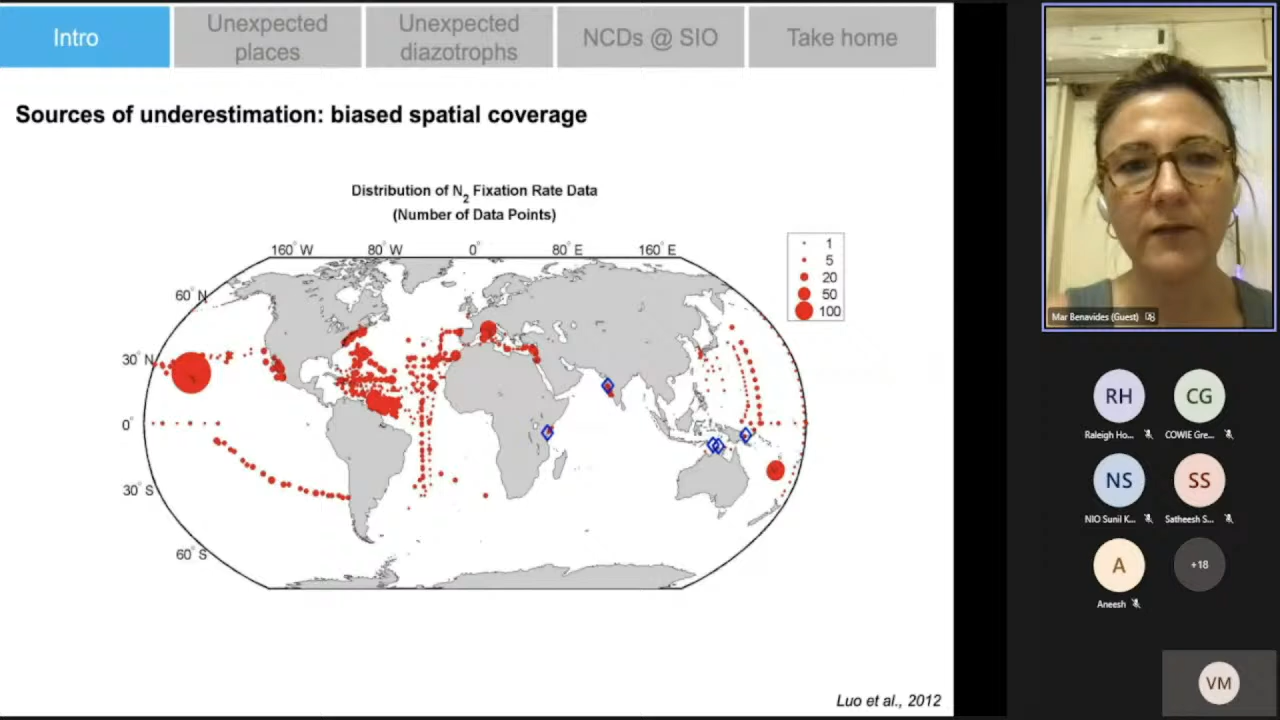 Intro
Unexpected
places
Unexpected
diazotrophs
NCDs @ SIO
Take home
Sources of underestimation: biased spatial coverage
Distribution of N2 Fixation Rate Data
(Number of Data Points)
160° W
80° W
0°
80° E
160° E
60° N
30° N
0°
30° S
60° S
1
5
20
50
100
Luo et al., 2012
Mar Benavides (Guest)
RH
Raleigh Ho...
CG
COWIE Gre...
NS
NIO Sunil K...
SS
Satheesh S...
A
Aneesh
+18
VM